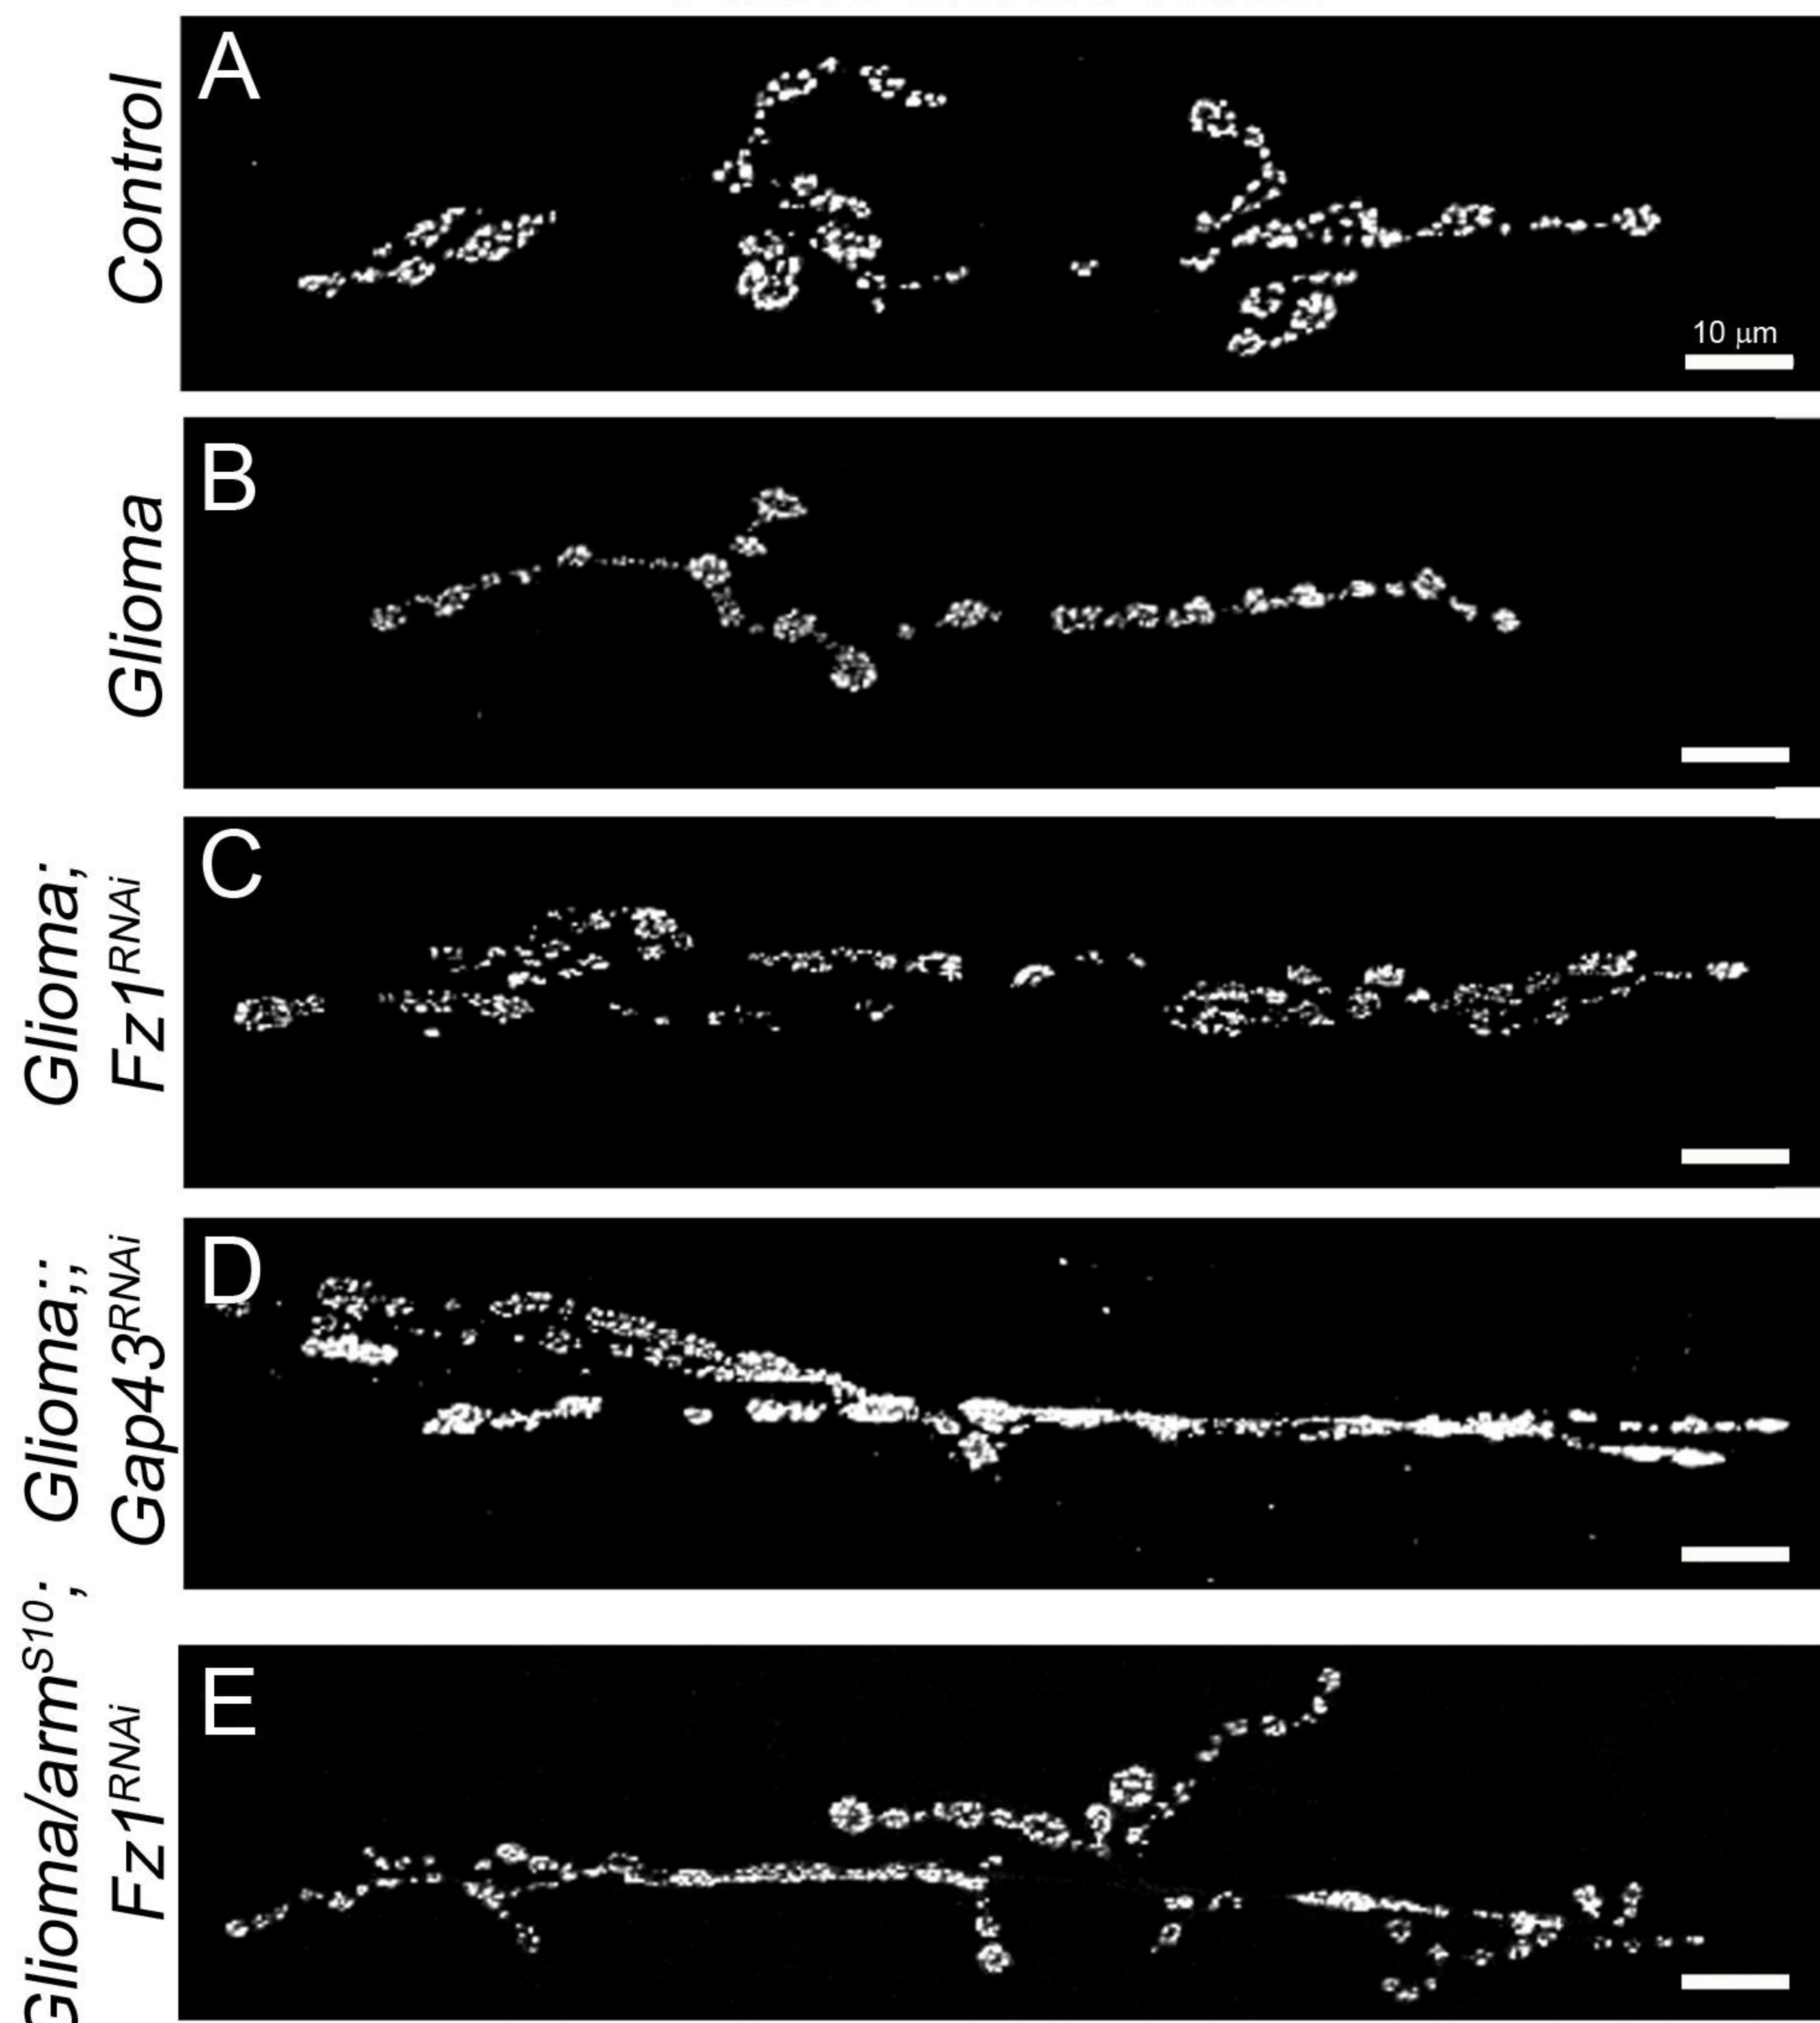 Control
A
10 μm
Glioma
B
Glioma;
Fz1RNAi
C
Glioma;;
Gap43RNAi
D
Glioma/armS10;
Fz1RNAi
E